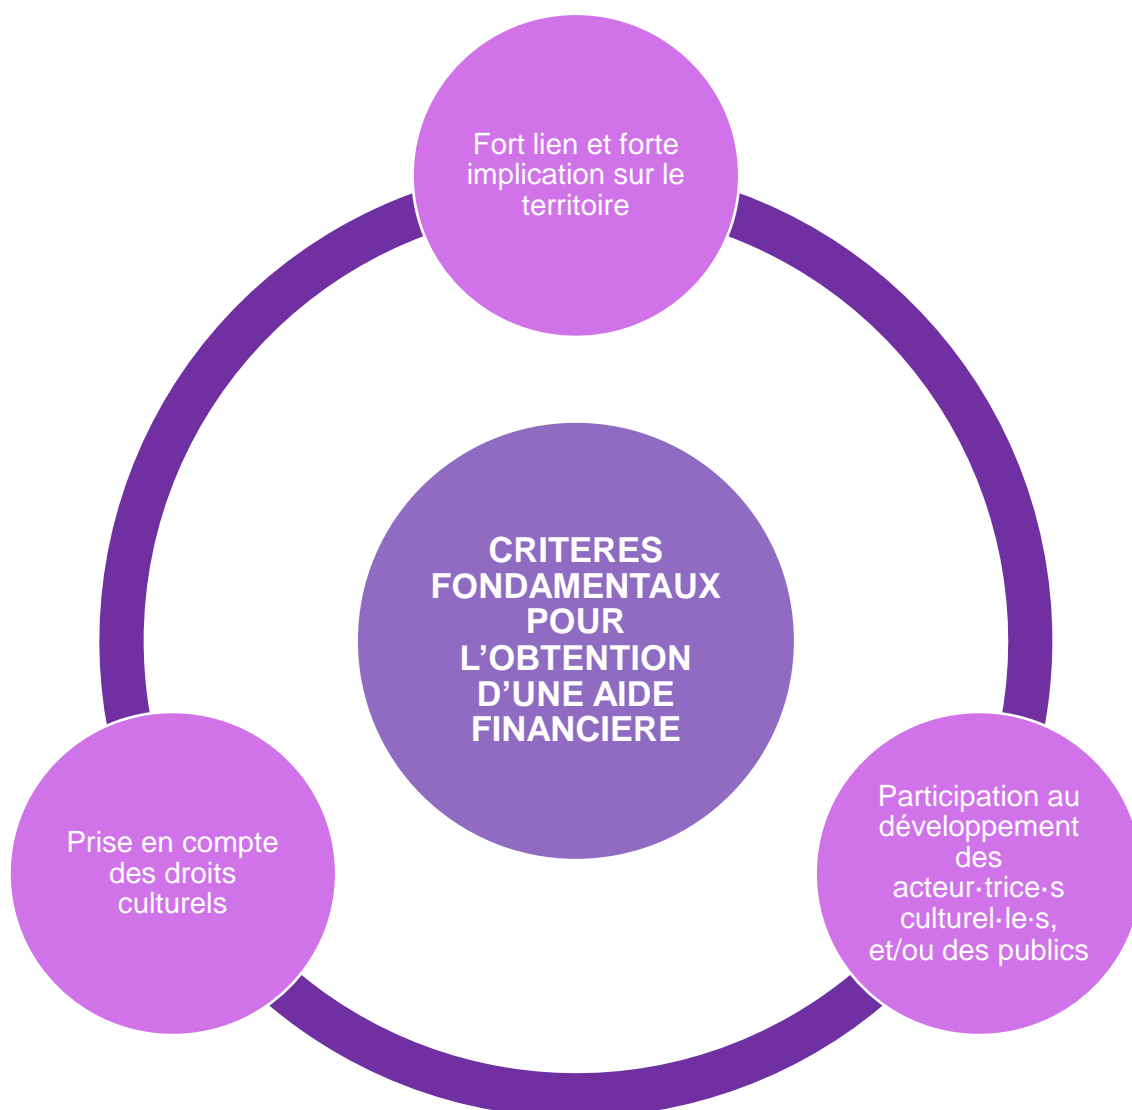 Fort lien et forte
implication sur le
territoire
CRITERES
FONDAMENTAUX
POUR
L’OBTENTION
D’UNE AIDE
FINANCIERE
Participation au
développement
des
acteur·trice·s
culturel·le·s,
et/ou des publics
Prise en compte
des droits
culturels